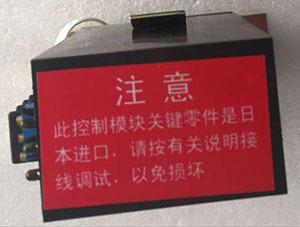 注意
此控制模块关键零件是日
本进口，请按有关说明接
线调试，以免损坏